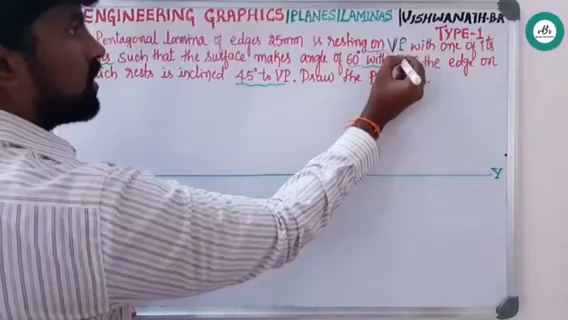 ENGINEERING GRAPHICS|PLANES|LAMINAS|VISHWANATH.BR
TYPE-1
Pentagonal lamina of edges 25mm is resting on VP with one of its
such that the surface makes angle of 60° with the edge on
rests is inclined 45° to VP. Draw the
Y